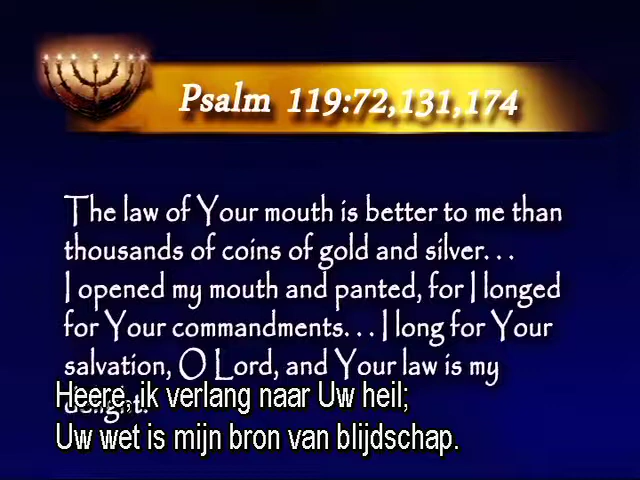 Psalm 119:72,131,174
The law of Your mouth is better to me than
thousands of coins of gold and silver. . .
I opened my mouth and panted, for I longed
for Your commandments. . . I long for Your
salvation, O Lord, and Your law is my
delight.
Heere, ik verlang naar Uw heil;
Uw wet is mijn bron van blijdschap.